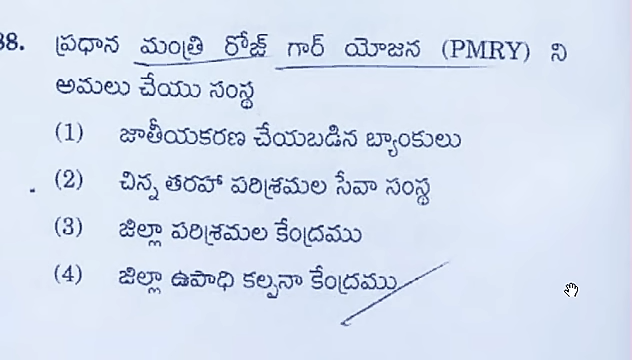 38. ప్రధాన మంత్రి రోజ్ గార్ యోజన (PMRY) ని
అమలు చేయు సంస్థ
(1) జాతీయకరణ చేయబడిన బ్యాంకులు
(2) చిన్న తరహా పరిశ్రమల సేవా సంస్థ
(3) జిల్లా పరిశ్రమల కేంద్రము
(4) జిల్లా ఉపాధి కల్పనా కేంద్రము